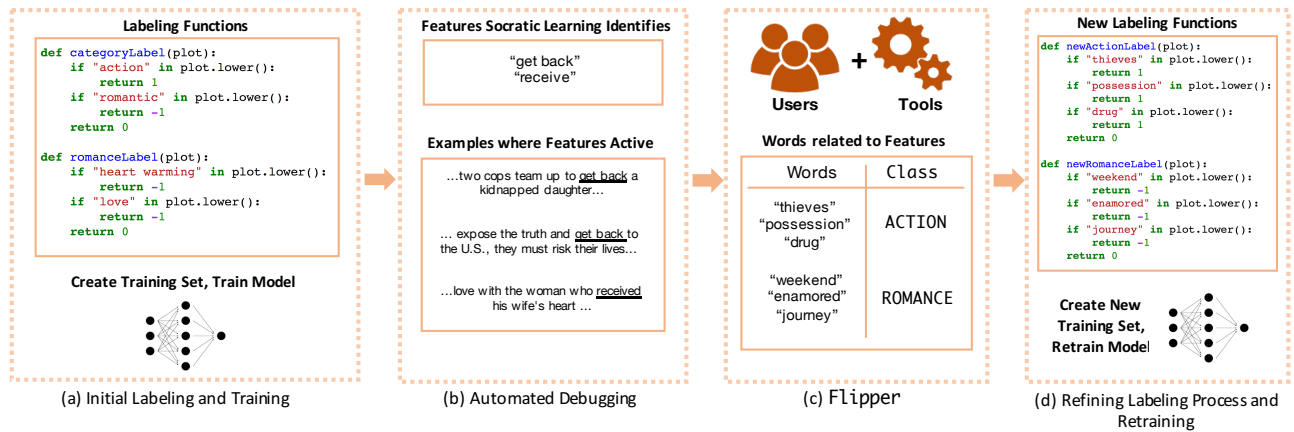 Labeling Functions
def categoryLabel(plot):
    if "action" in plot.lower():
        return 1
    if "romantic" in plot.lower():
        return -1
    return 0
def romanceLabel(plot):
    if "heart warming" in plot.lower():
        return -1
    if "love" in plot.lower():
        return -1
    return 0
Create Training Set, Train Model
(a) Initial Labeling and Training
Features Socratic Learning Identifies
“get back”
“receive”
Examples where Features Active
...two cops team up to get back a
kidnapped daughter...
... expose the truth and get back to
the U.S., they must risk their lives...
...love with the woman who received
his wife's heart ...
(b) Automated Debugging
+
Users
Tools
Words related to Features
Words Class
“thieves”
“possession”
“drug”
ACTION
“weekend”
“enamored”
“journey”
ROMANCE
(c) Flipper
New Labeling Functions
def newActionLabel(plot):
    if "thieves" in plot.lower():
        return 1
    if "possession" in plot.lower():
        return 1
    if "drug" in plot.lower():
        return 1
    return 0
def newRomanceLabel(plot):
    if "weekend" in plot.lower():
        return -1
    if "enamored" in plot.lower():
        return -1
    if "journey" in plot.lower():
        return -1
    return 0
Create New
Training Set,
Retrain Model
(d) Refining Labeling Process and
Retraining